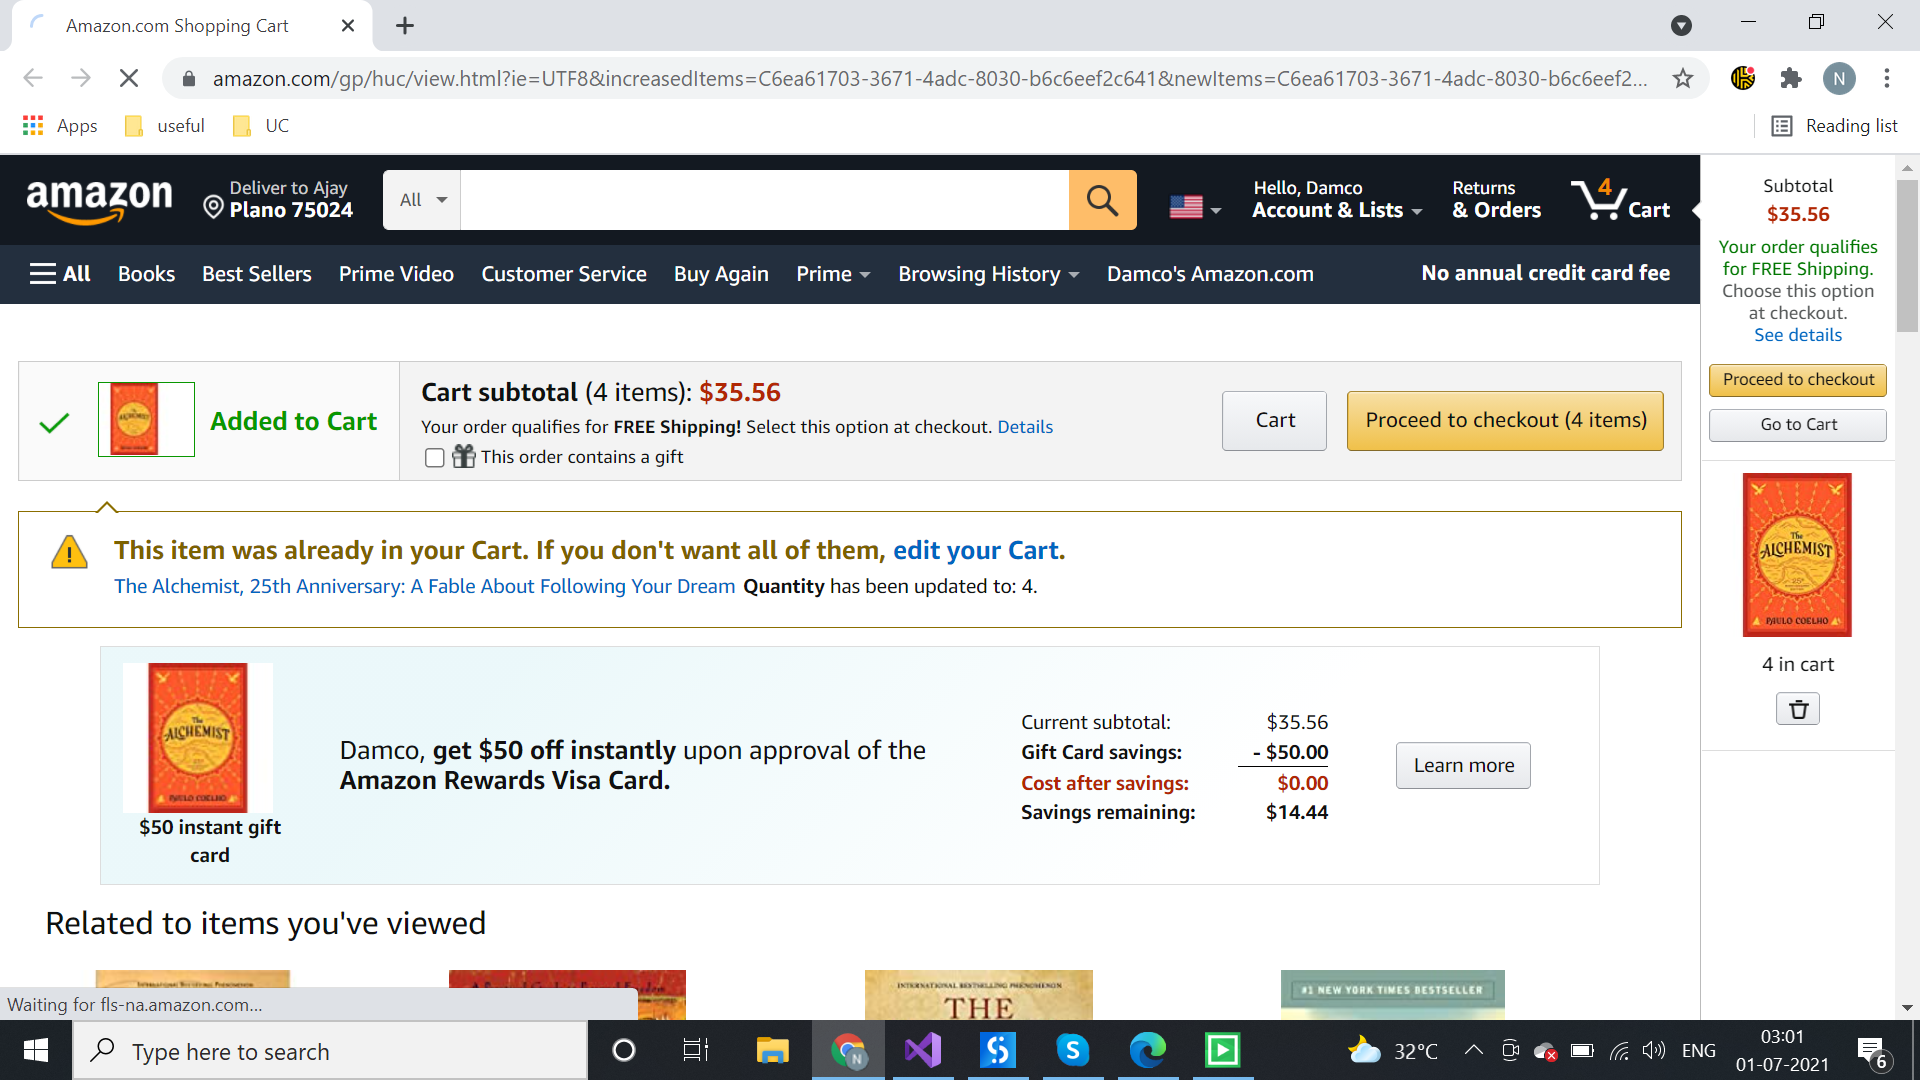 Amazon.com Shopping Cart
amazon.com/gp/huc/view.html?ie=UTF8&increasedItems=C6ea61703-3671-4adc-8030-b6c6eef2c641&newItems=C6ea61703-3671-4adc-8030-b6c6eef2...
N
Apps useful UC Reading list
amazon
Deliver to Ajay
Plano 75024
All
Hello, Damco
Account & Lists
Returns
& Orders
4
Cart
All Books Best Sellers Prime Video Customer Service Buy Again Prime Browsing History Damco's Amazon.com No annual credit card fee
Subtotal
$35.56
Your order qualifies
for FREE Shipping.
Choose this option
at checkout.
See details
Proceed to checkout
Go to Cart
The
ALCHEMIST
PAULO COELHO
4 in cart
Added to Cart
Cart subtotal (4 items): $35.56
Your order qualifies for FREE Shipping! Select this option at checkout. Details
This order contains a gift
Cart
Proceed to checkout (4 items)
This item was already in your Cart. If you don't want all of them, edit your Cart.
The Alchemist, 25th Anniversary: A Fable About Following Your Dream Quantity has been updated to: 4.
The
ALCHEMIST
PAULO COELHO
$50 instant gift
card
Damco, get $50 off instantly upon approval of the
Amazon Rewards Visa Card.
Current subtotal: $35.56
Gift Card savings: - $50.00
Cost after savings: $0.00
Savings remaining: $14.44
Learn more
Related to items you've viewed
INTERNATIONAL BESTSELLING PHENOMENON
THE
#1 NEW YORK TIMES BESTSELLER
Waiting for fls-na.amazon.com...
Type here to search
N
32°C
ENG
03:01
01-07-2021
6